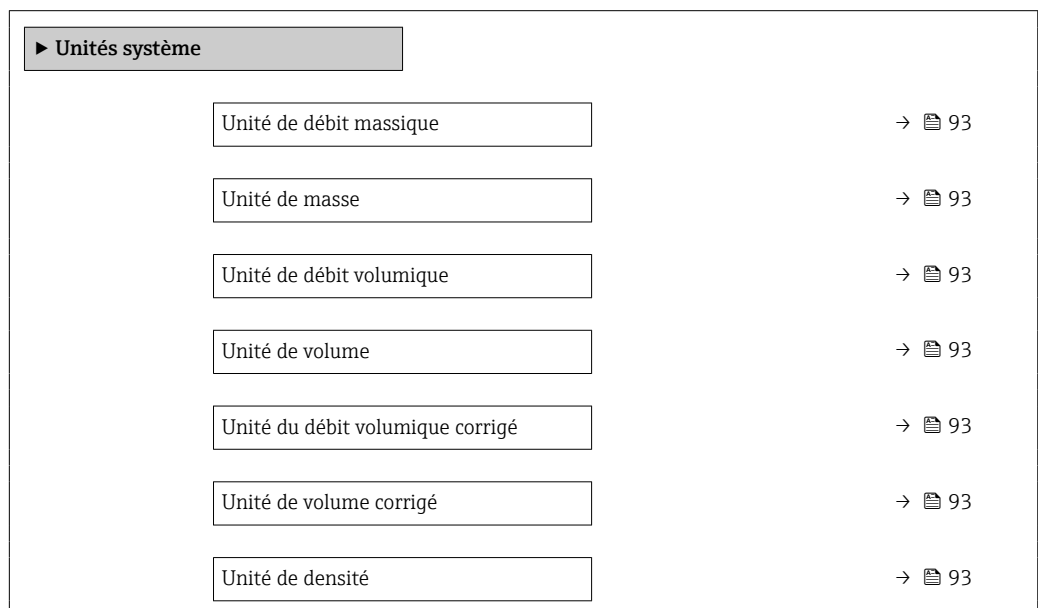 ▶ Unités système
Unité de débit massique → 93
Unité de masse → 93
Unité de débit volumique → 93
Unité de volume → 93
Unité du débit volumique corrigé → 93
Unité de volume corrigé → 93
Unité de densité → 93